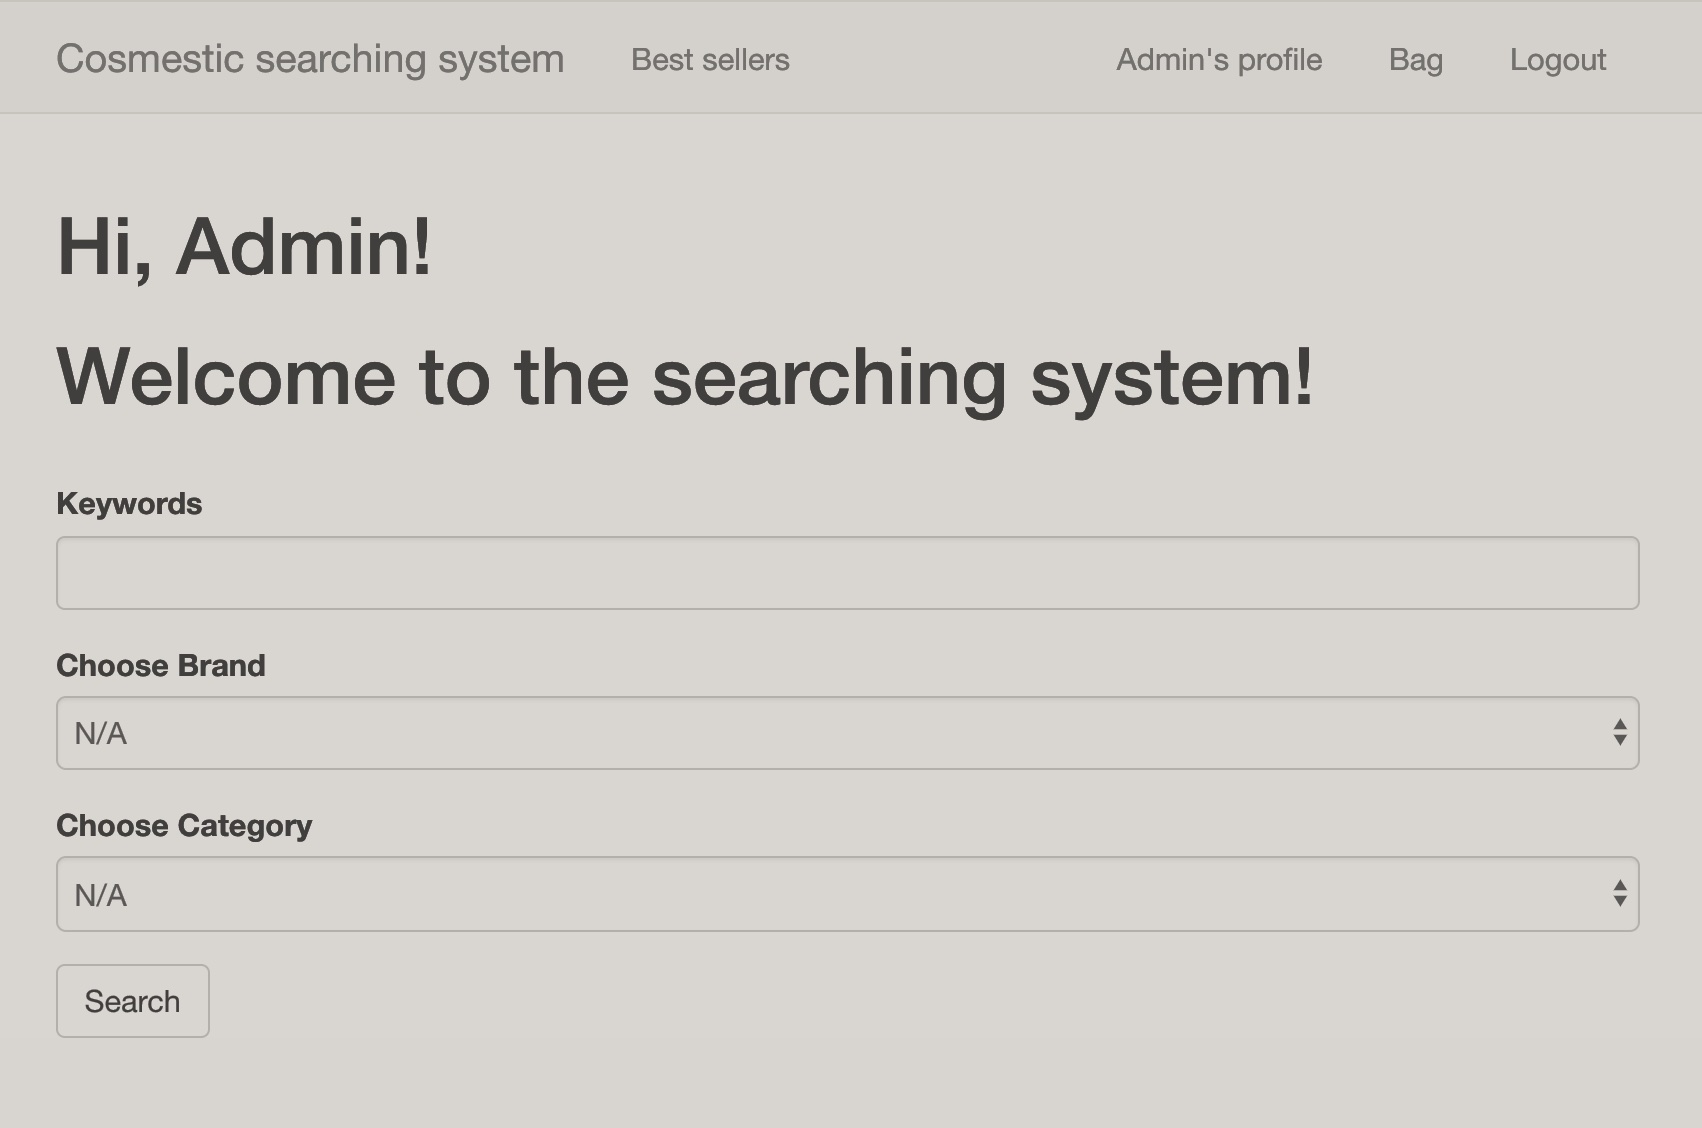 Cosmestic searching system Best sellers Admin's profile Bag Logout
Hi, Admin!
Welcome to the searching system!
Keywords
Choose Brand
N/A
Choose Category
N/A
Search